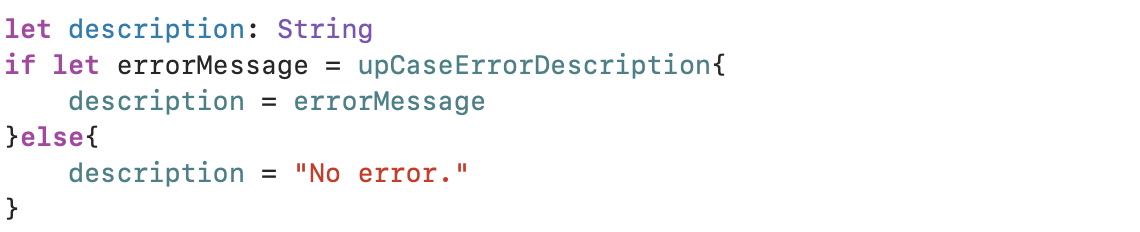 let description: String
if let errorMessage = upCaseErrorDescription{
    description = errorMessage
}else{
    description = "No error."
}